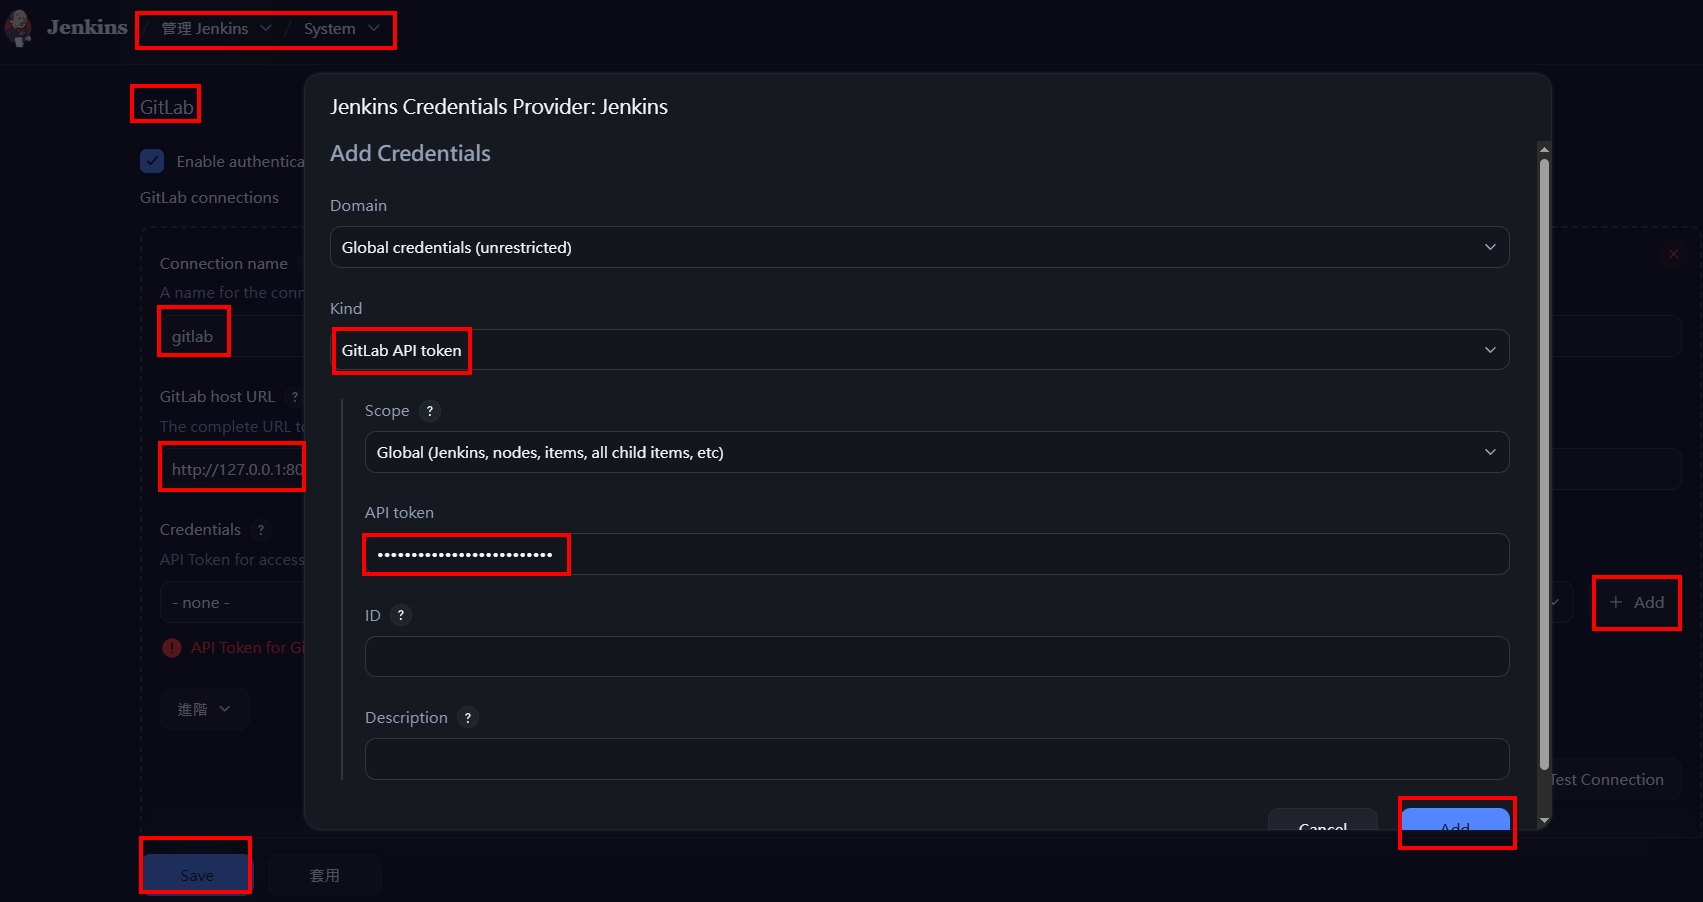 Jenkins / 管理 Jenkins / System
GitLab
Enable authentica
GitLab connections
Connection name
A name for the conn
gitlab
GitLab host URL ?
The complete URL to
http://127.0.0.1:80
Credentials ?
API Token for access
- none -
+ Add
API Token for Gi
進階
Test Connection
Save
套用
Jenkins Credentials Provider: Jenkins
Add Credentials
Domain
Global credentials (unrestricted)
Kind
GitLab API token
Scope ?
Global (Jenkins, nodes, items, all child items, etc)
API token
••••••••••••••••••••••••••
ID ?
Description ?
Cancel
Add